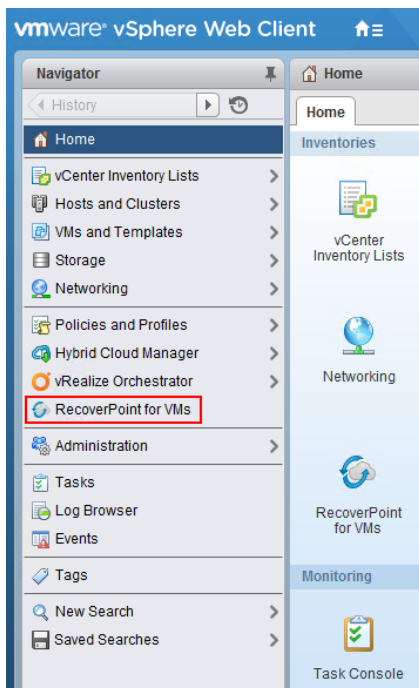 vmware® vSphere Web Client
Navigator
History
Home
vCenter Inventory Lists
Hosts and Clusters
VMs and Templates
Storage
Networking
Policies and Profiles
Hybrid Cloud Manager
vRealize Orchestrator
RecoverPoint for VMs
Administration
Tasks
Log Browser
Events
Tags
New Search
Saved Searches
Home
Home
Inventories
vCenter
Inventory Lists
Networking
RecoverPoint
for VMs
Monitoring
Task Console